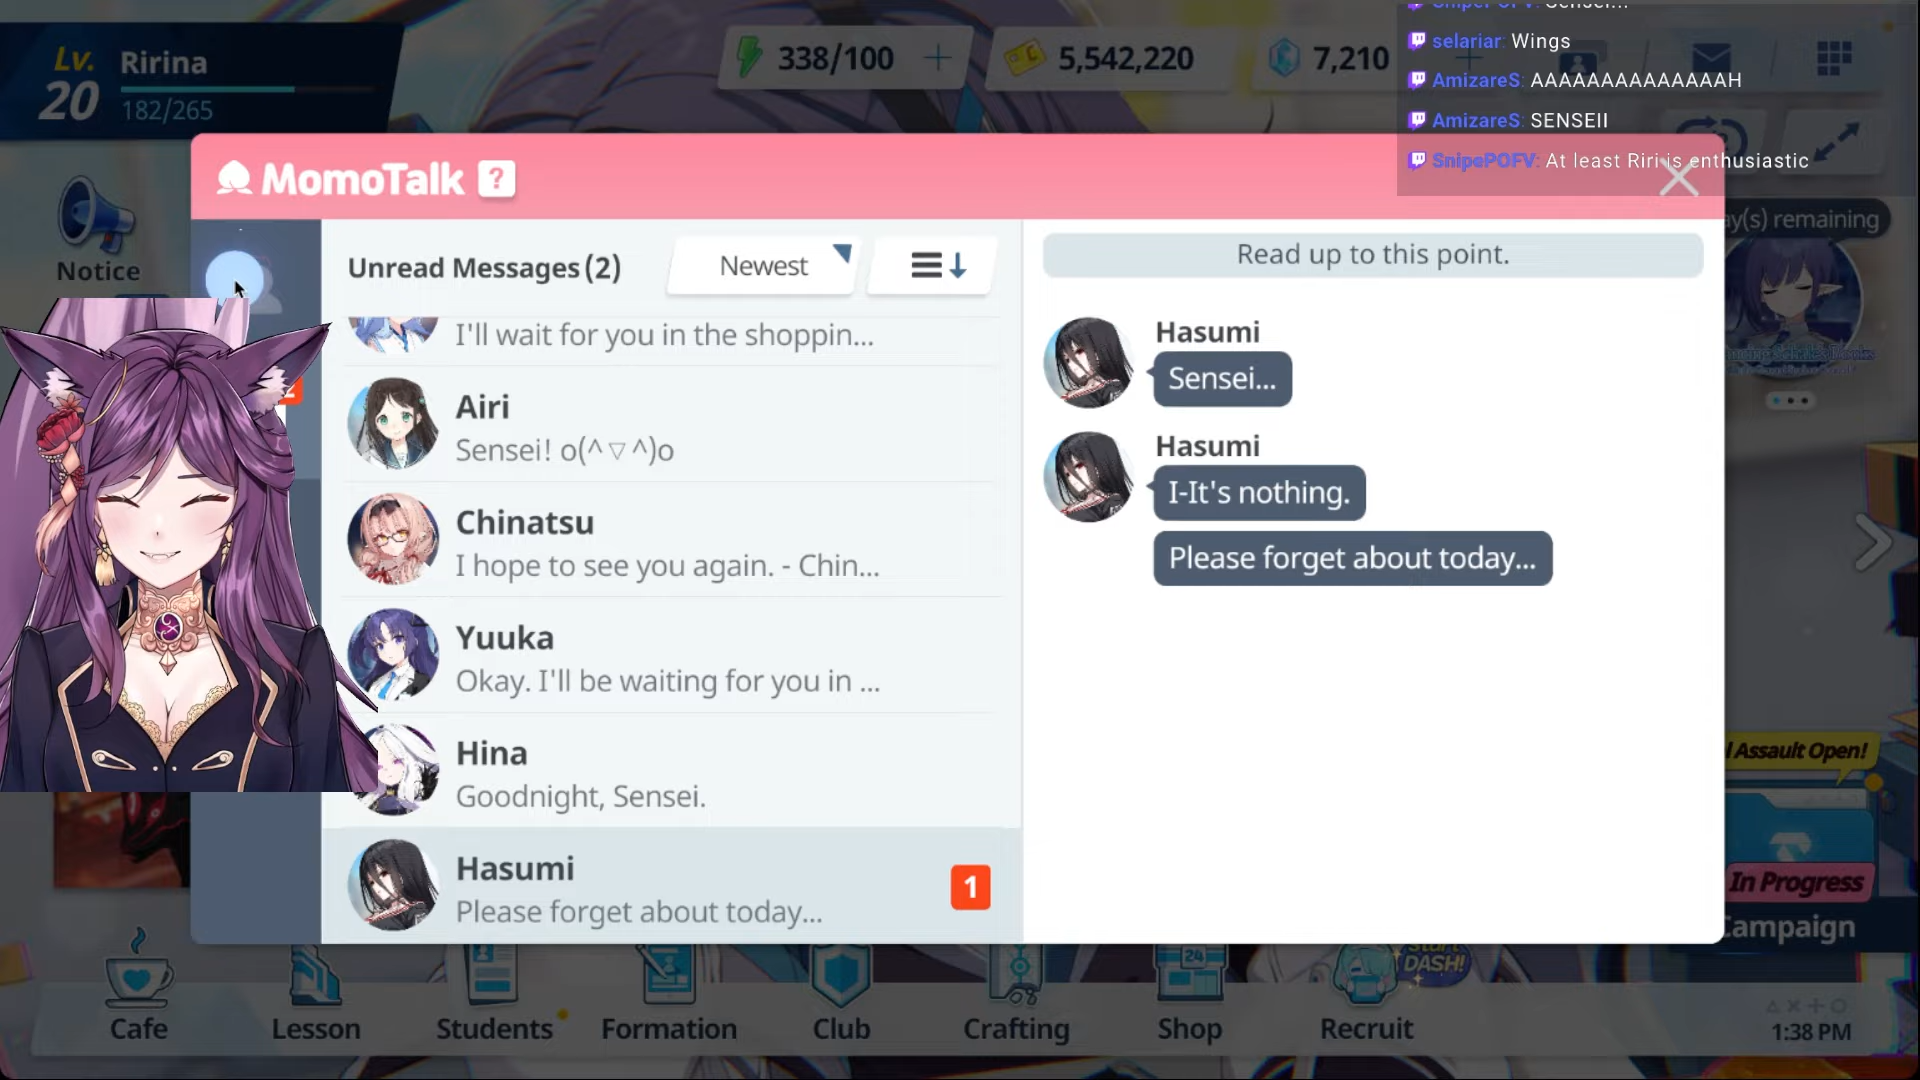 Lv.
20
Ririna
182/265
338/100
5,542,220
7,210
SnipePOFV: Sensei...
selariar: Wings
AmizareS: AAAAAAAAAAAAAAH
AmizareS: SENSEII
SnipePOFV: At least Riri is enthusiastic
MomoTalk ?
Notice
y(s) remaining
Unread Messages (2)
Newest
I'll wait for you in the shoppin...
Airi
Sensei! o(^▽^)o
Chinatsu
I hope to see you again. - Chin...
Yuuka
Okay. I'll be waiting for you in ...
Hina
Goodnight, Sensei.
Hasumi
Please forget about today...
1
Read up to this point.
Hasumi
Sensei...
Hasumi
I-It's nothing.
Please forget about today...
l Assault Open!
In Progress
Campaign
24
DASH!
Cafe
Lesson
Students
Formation
Club
Crafting
Shop
Recruit
1:38 PM